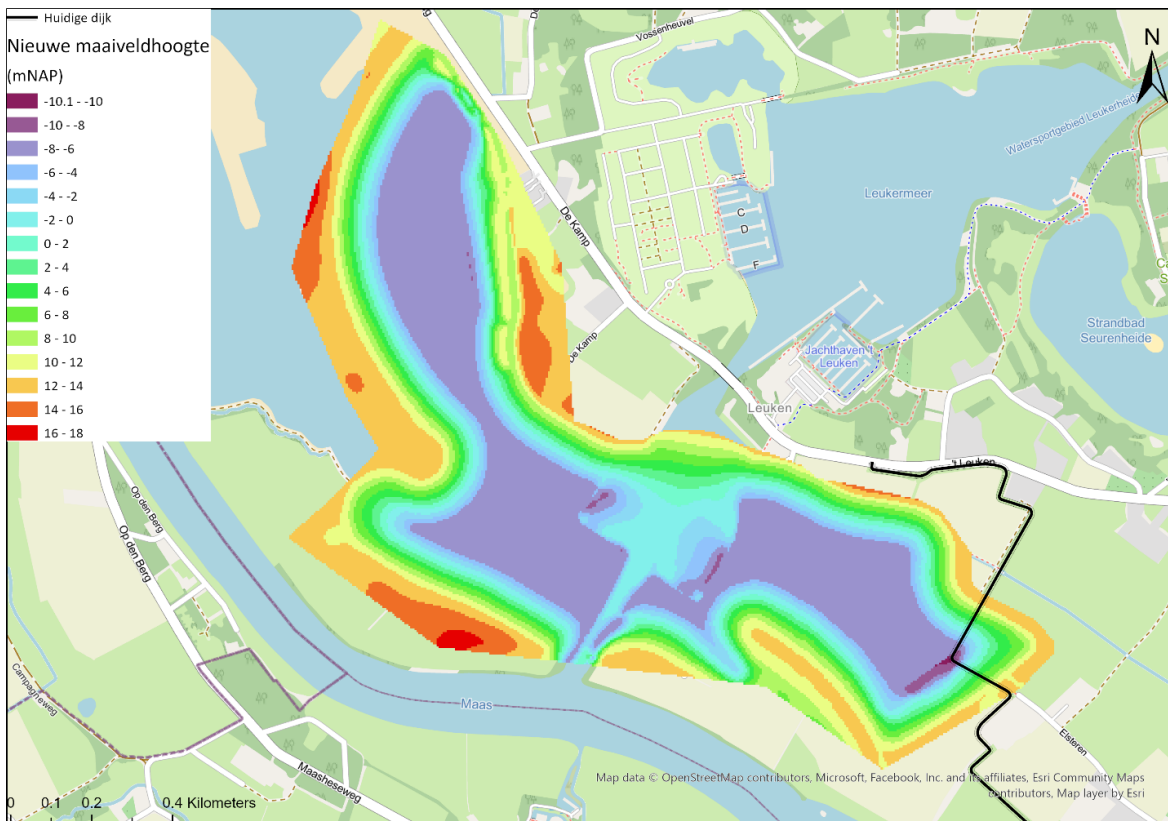 Huidige dijk
Nieuwe maaiveldhoogte
(mNAP)
-10.1 - -10
-10 - -8
-8- -6
-6 - -4
-4 - -2
-2 - 0
0 - 2
2 - 4
4 - 6
6 - 8
8 - 10
10 - 12
12 - 14
14 - 16
16 - 18
Vossenheuvel
N
Watersportgebied Leukerheide
Leukermeer
C
D
F
De Kamp
De Kamp
Strandbad
Seurenheide
Jachthaven 't
Leuken
Leuken
't Leuken
Op den Berg
Op den Berg
Campagneweg
Maas
Maasheseweg
Elsteren
Map data © OpenStreetMap contributors, Microsoft, Facebook, Inc. and its affiliates, Esri Community Maps
contributors, Map layer by Esri
0 0.1 0.2 0.4 Kilometers